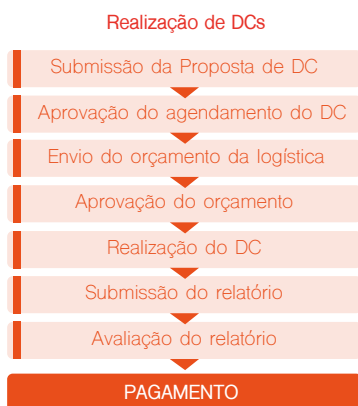 Realização de DCs
Submissão da Proposta de DC
Aprovação do agendamento do DC
Envio do orçamento da logística
Aprovação do orçamento
Realização do DC
Submissão do relatório
Avaliação do relatório
PAGAMENTO